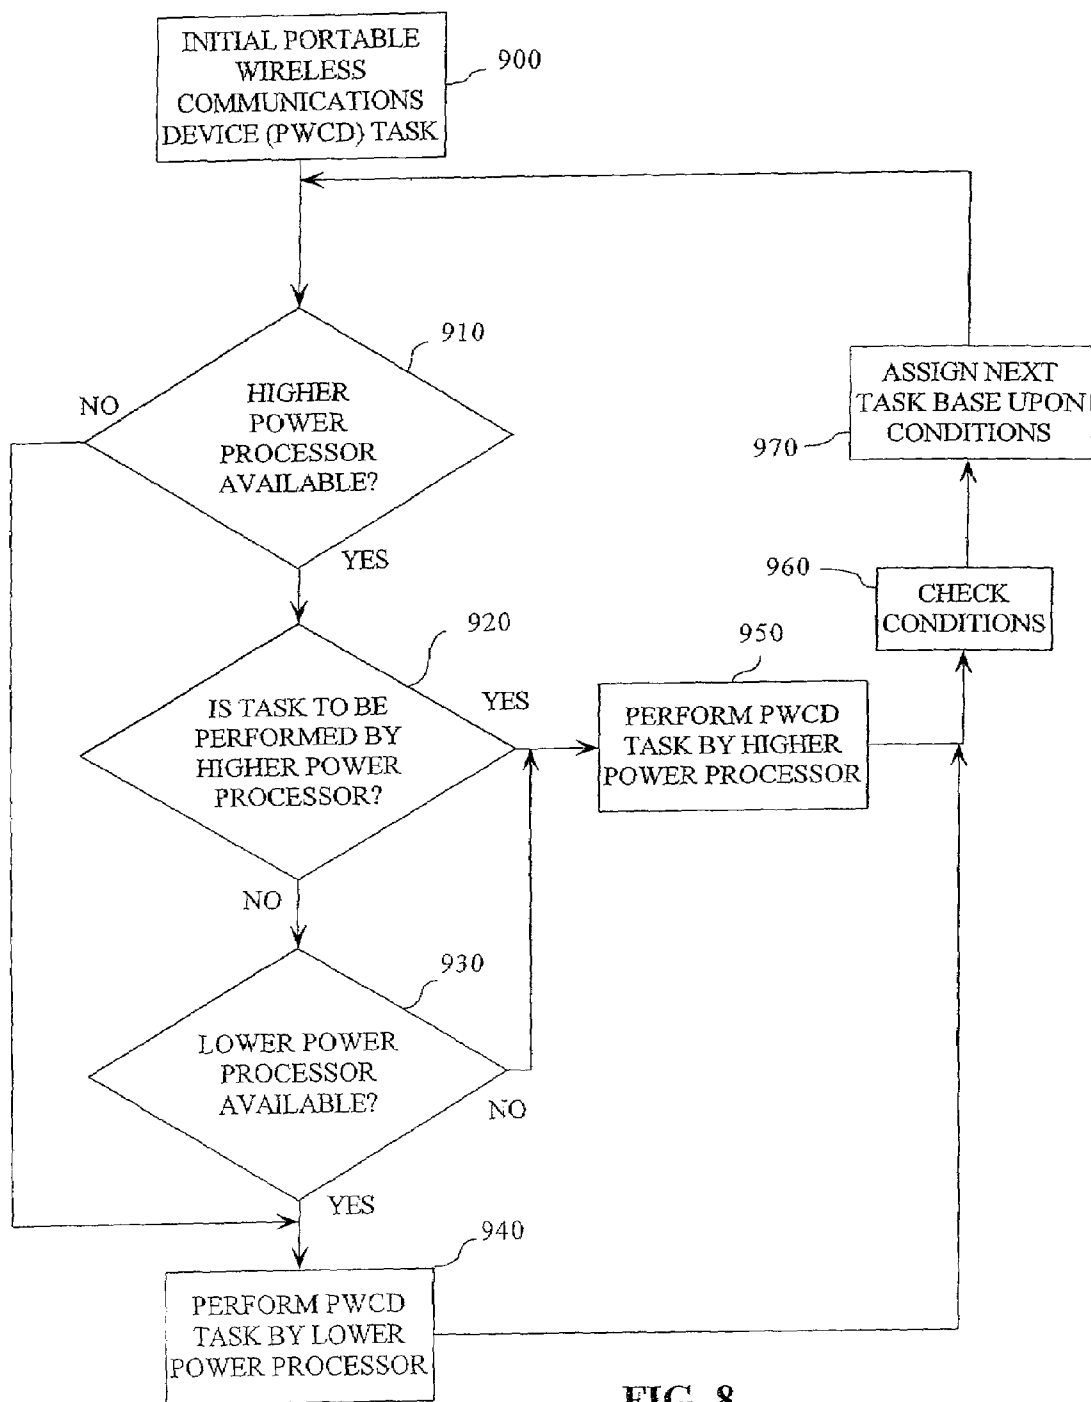 INITIAL PORTABLE
WIRELESS
COMMUNICATIONS
DEVICE (PWCD) TASK
900
910
HIGHER
POWER
PROCESSOR
AVAILABLE?
NO
YES
ASSIGN NEXT
TASK BASE UPON
CONDITIONS
970
960
CHECK
CONDITIONS
920
IS TASK TO BE
PERFORMED BY
HIGHER POWER
PROCESSOR?
YES
NO
950
PERFORM PWCD
TASK BY HIGHER
POWER PROCESSOR
930
LOWER POWER
PROCESSOR
AVAILABLE?
NO
YES
940
PERFORM PWCD
TASK BY LOWER
POWER PROCESSOR
FIG. 8